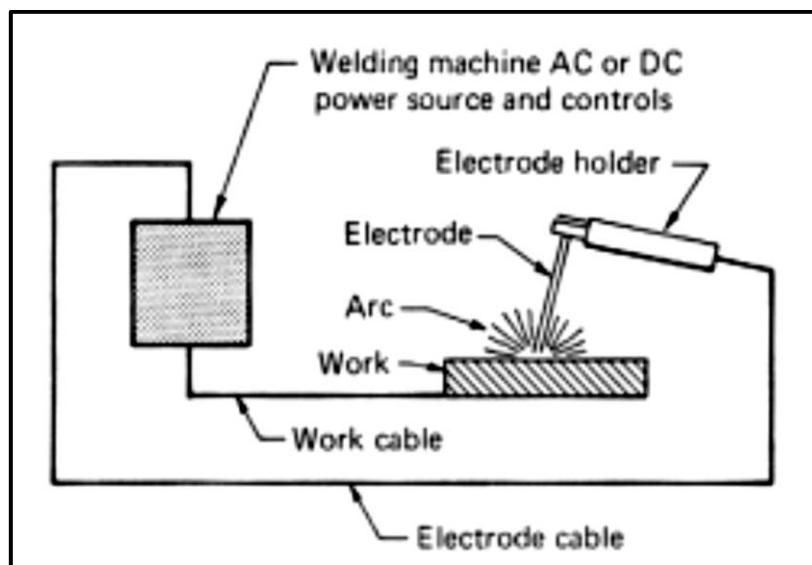 Welding machine AC or DC
power source and controls
Electrode holder
Electrode
Arc
Work
Work cable
Electrode cable